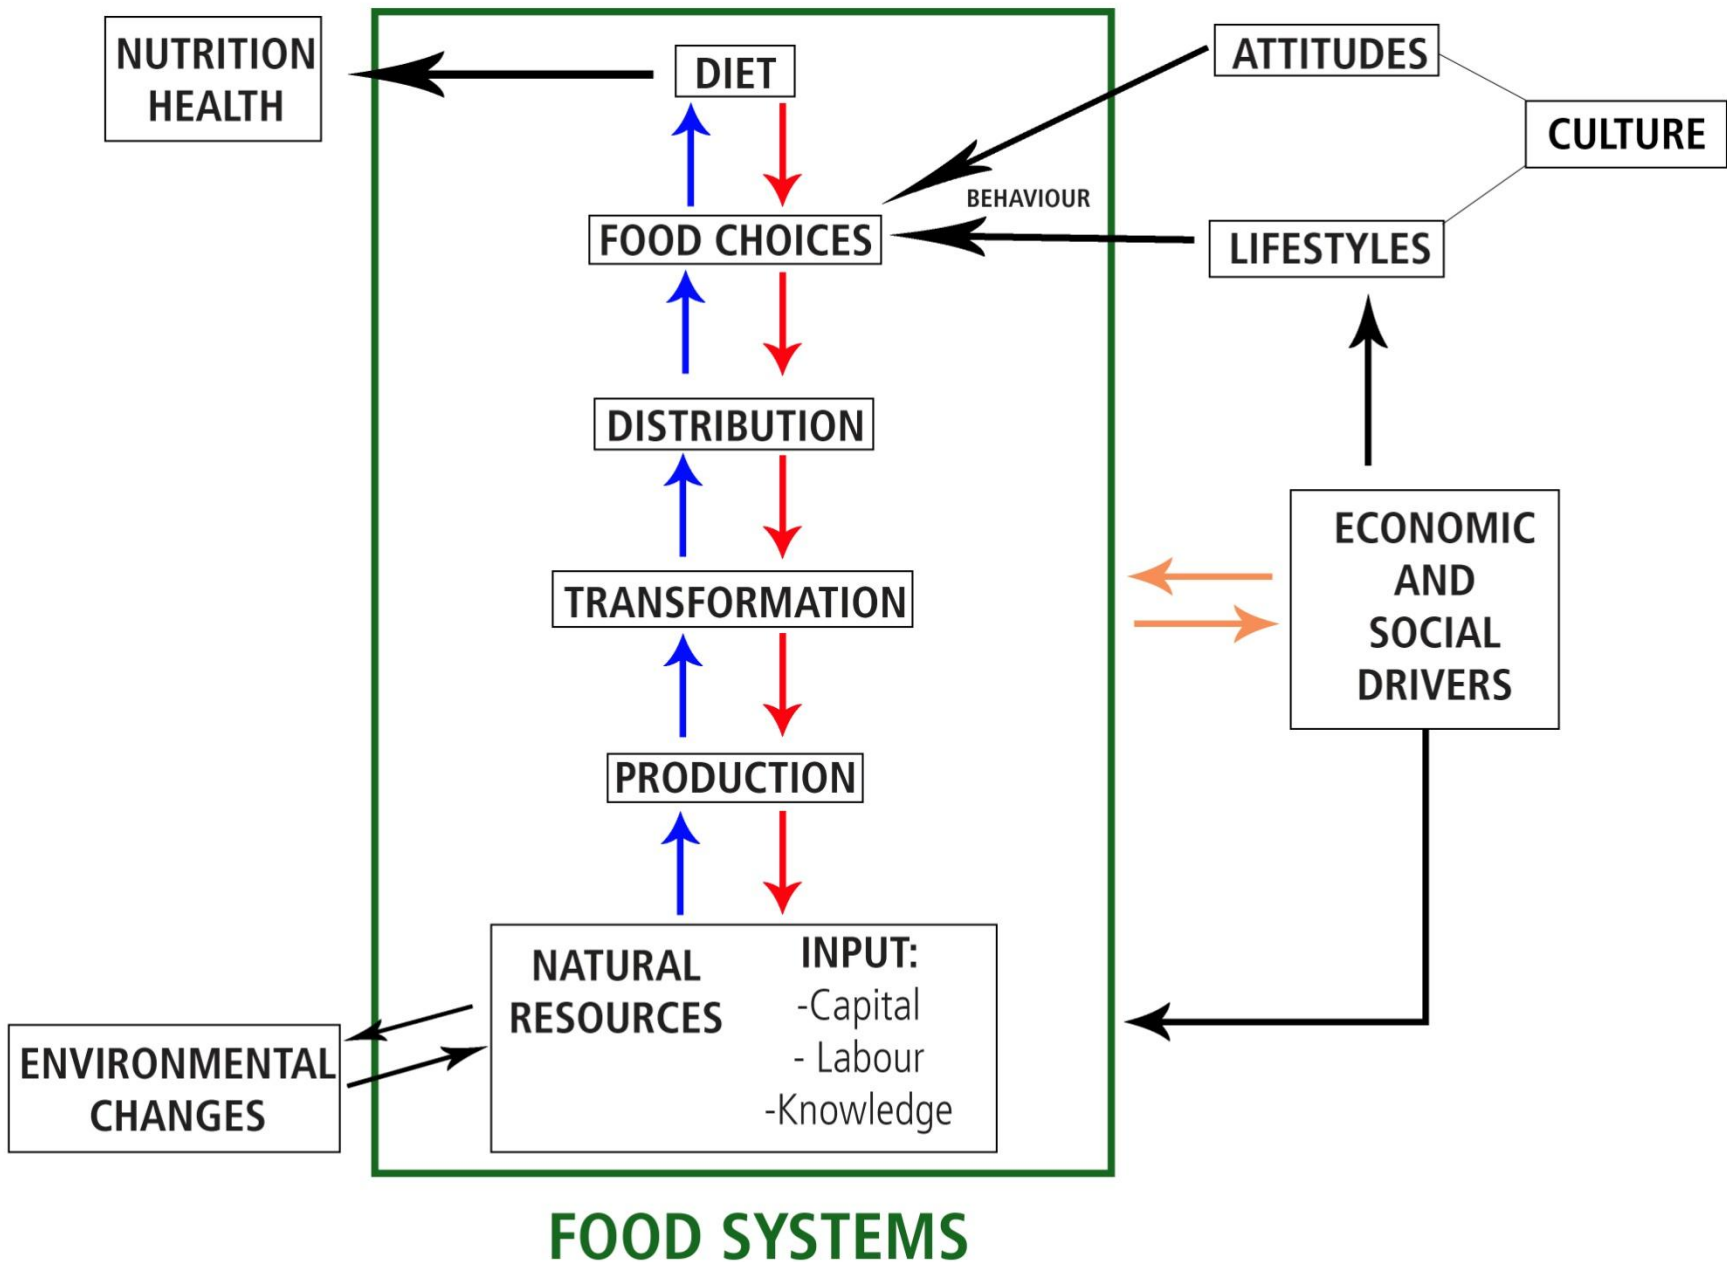 NUTRITION
HEALTH
DIET
ATTITUDES
CULTURE
BEHAVIOUR
FOOD CHOICES
LIFESTYLES
DISTRIBUTION
ECONOMIC
AND
SOCIAL
DRIVERS
TRANSFORMATION
PRODUCTION
NATURAL
RESOURCES
INPUT:
-Capital
- Labour
-Knowledge
ENVIRONMENTAL
CHANGES
FOOD SYSTEMS